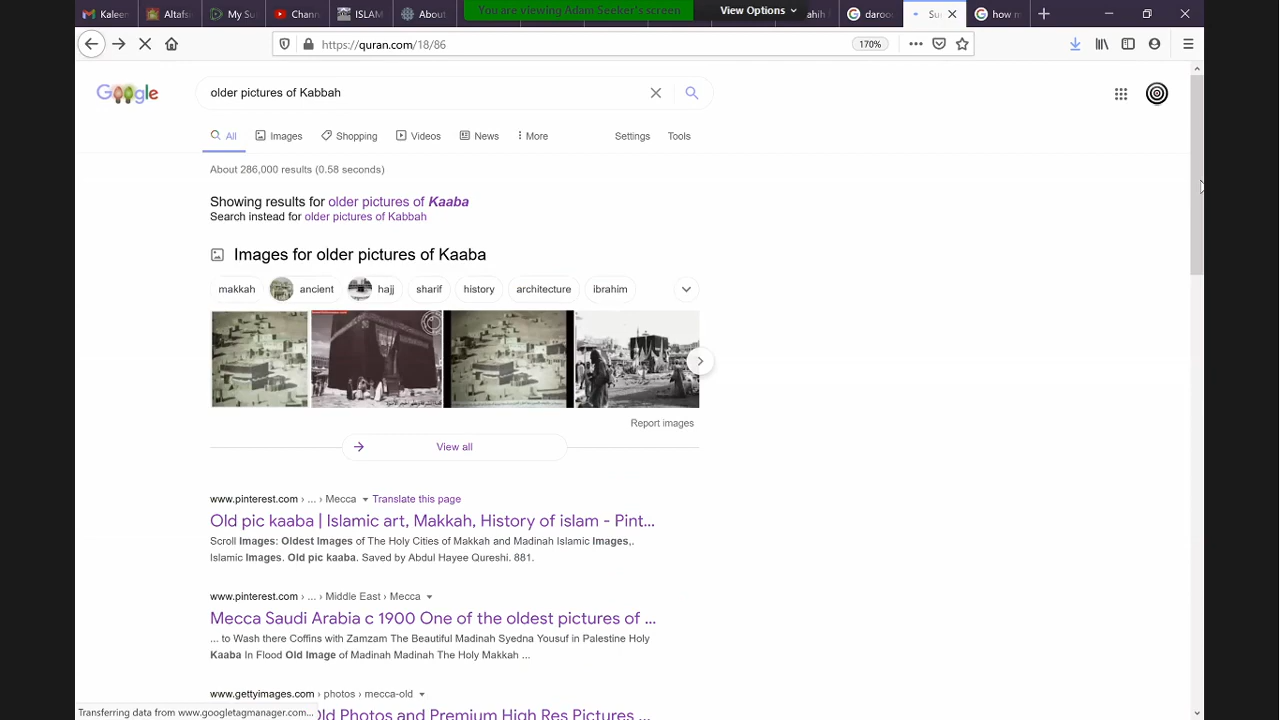 Kaleen
Altafs
My Su
Chann
ISLAM
About
You are viewing Adam Seeker's screen
View Options
ahih
daroo
Su
how m
https://quran.com/18/86
170%
Google
older pictures of Kabbah
All
Images
Shopping
Videos
News
More
Settings
Tools
About 286,000 results (0.58 seconds)
Showing results for older pictures of Kaaba
Search instead for older pictures of Kabbah
Images for older pictures of Kaaba
makkah
ancient
hajj
sharif
history
architecture
ibrahim
Report images
View all
www.pinterest.com › ... › Mecca Translate this page
Old pic kaaba | Islamic art, Makkah, History of islam - Pint...
Scroll Images: Oldest Images of The Holy Cities of Makkah and Madinah Islamic Images,.
Islamic Images. Old pic kaaba. Saved by Abdul Hayee Qureshi. 881.
www.pinterest.com › ... › Middle East › Mecca
Mecca Saudi Arabia c 1900 One of the oldest pictures of ...
... to Wash there Coffins with Zamzam The Beautiful Madinah Syedna Yousuf in Palestine Holy
Kaaba In Flood Old Image of Madinah Madinah The Holy Makkah ...
www.gettyimages.com › photos › mecca-old
Old Photos and Premium High Res Pictures ...
Transferring data from www.googletagmanager.com...